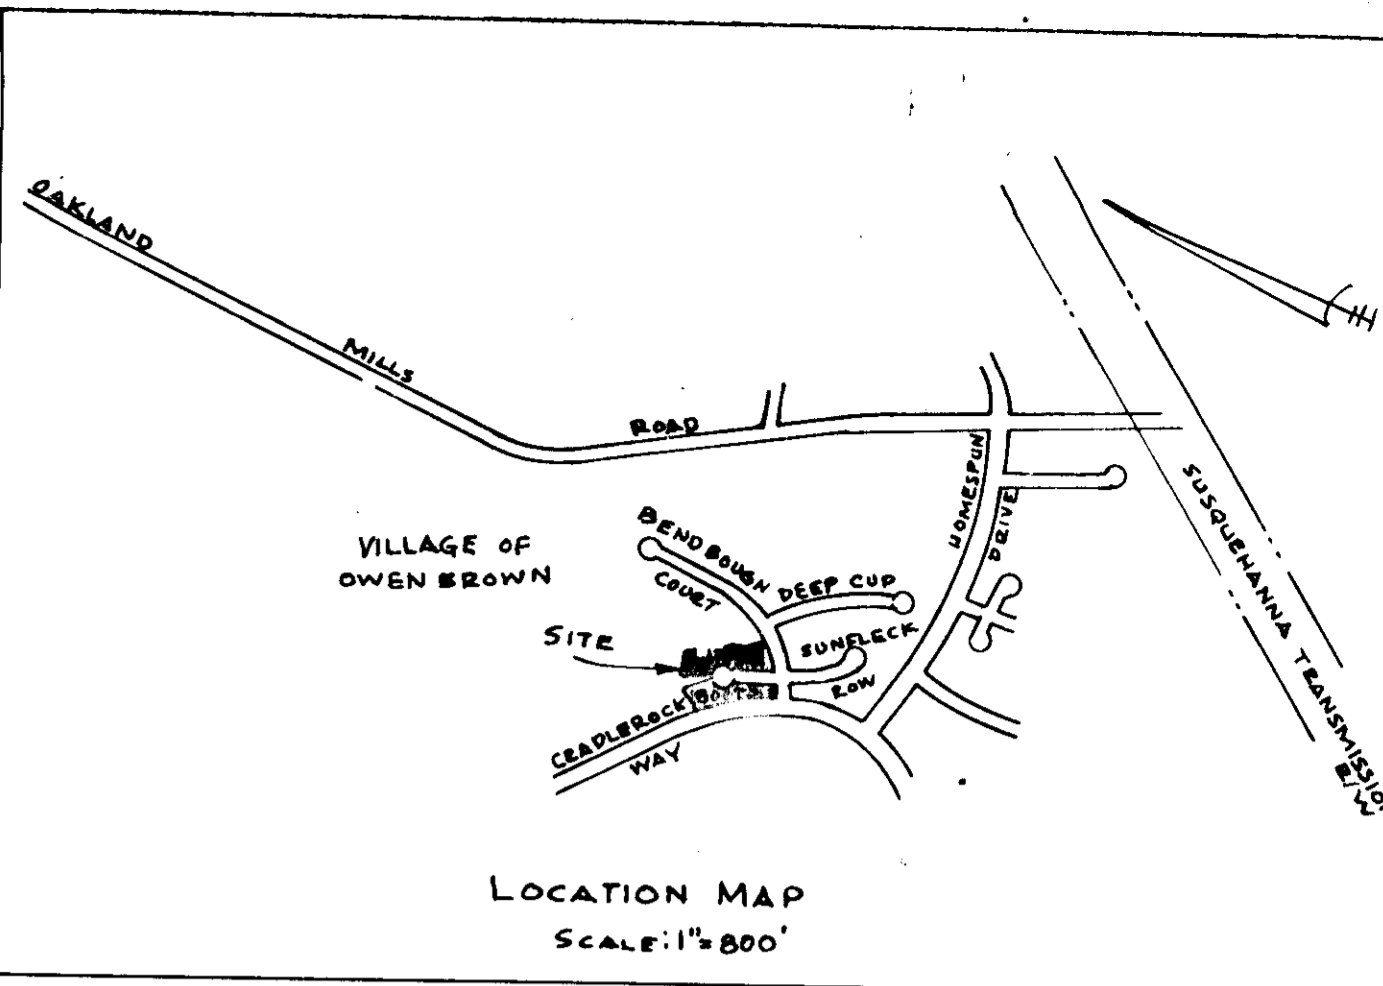 OAKLAND
MILLS
ROAD
HOMESPUN
DRIVE
SUSQUEHANNA TRANSMISSION
R/W
VILLAGE OF
OWEN BROWN
BENDBOUGH
COURT
DEEP CUP
SUNFLECK
ROW
SITE
CRADLEROCK
WAY
LOCATION MAP
SCALE: 1"=800'